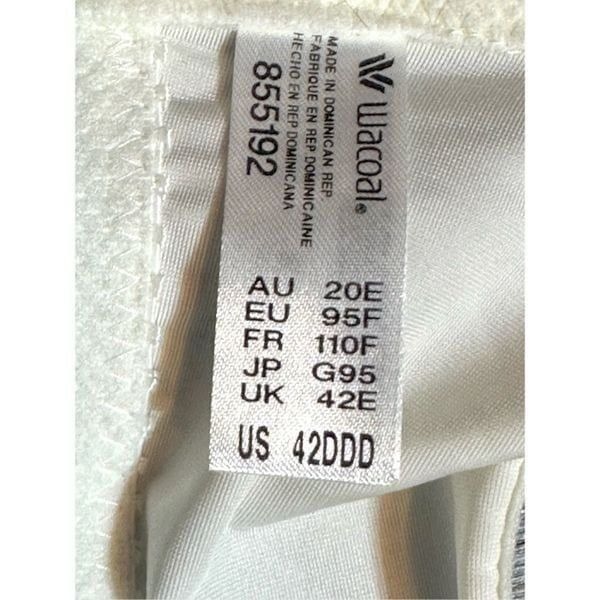 wacoal®
MADE IN DOMINICAN REP
FABRIQUE EN REP DOMINICAINE
HECHO EN REP DOMINICANA
855192
AU 20E
EU 95F
FR 110F
JP G95
UK 42E
US 42DDD